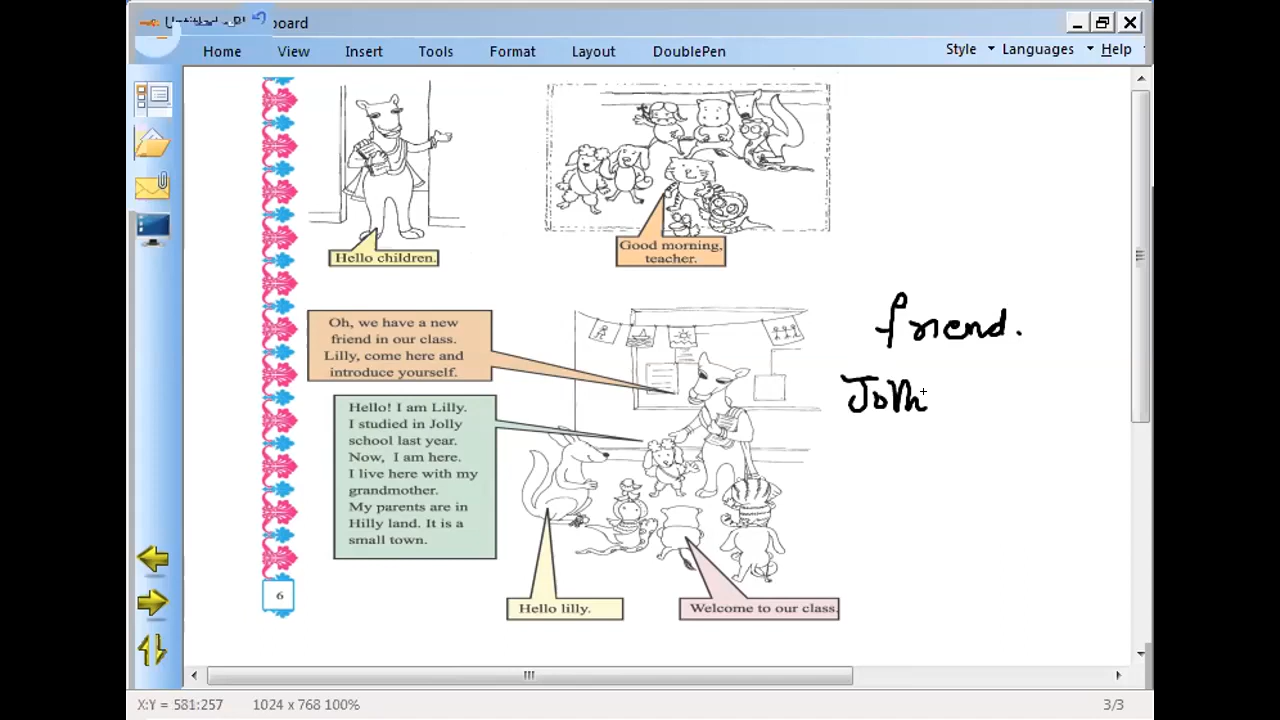 Home View Insert Tools Format Layout DoublePen Style Languages Help
Hello children.
Good morning,
teacher.
Oh, we have a new
friend in our class.
Lilly, come here and
introduce yourself.
friend.
Hello! I am Lilly.
I studied in Jolly
school last year.
Now, I am here.
I live here with my
grandmother.
My parents are in
Hilly land. It is a
small town.
Hello lilly.
Welcome to our class.
6
X:Y = 581:257 1024 x 768 100% 3/3